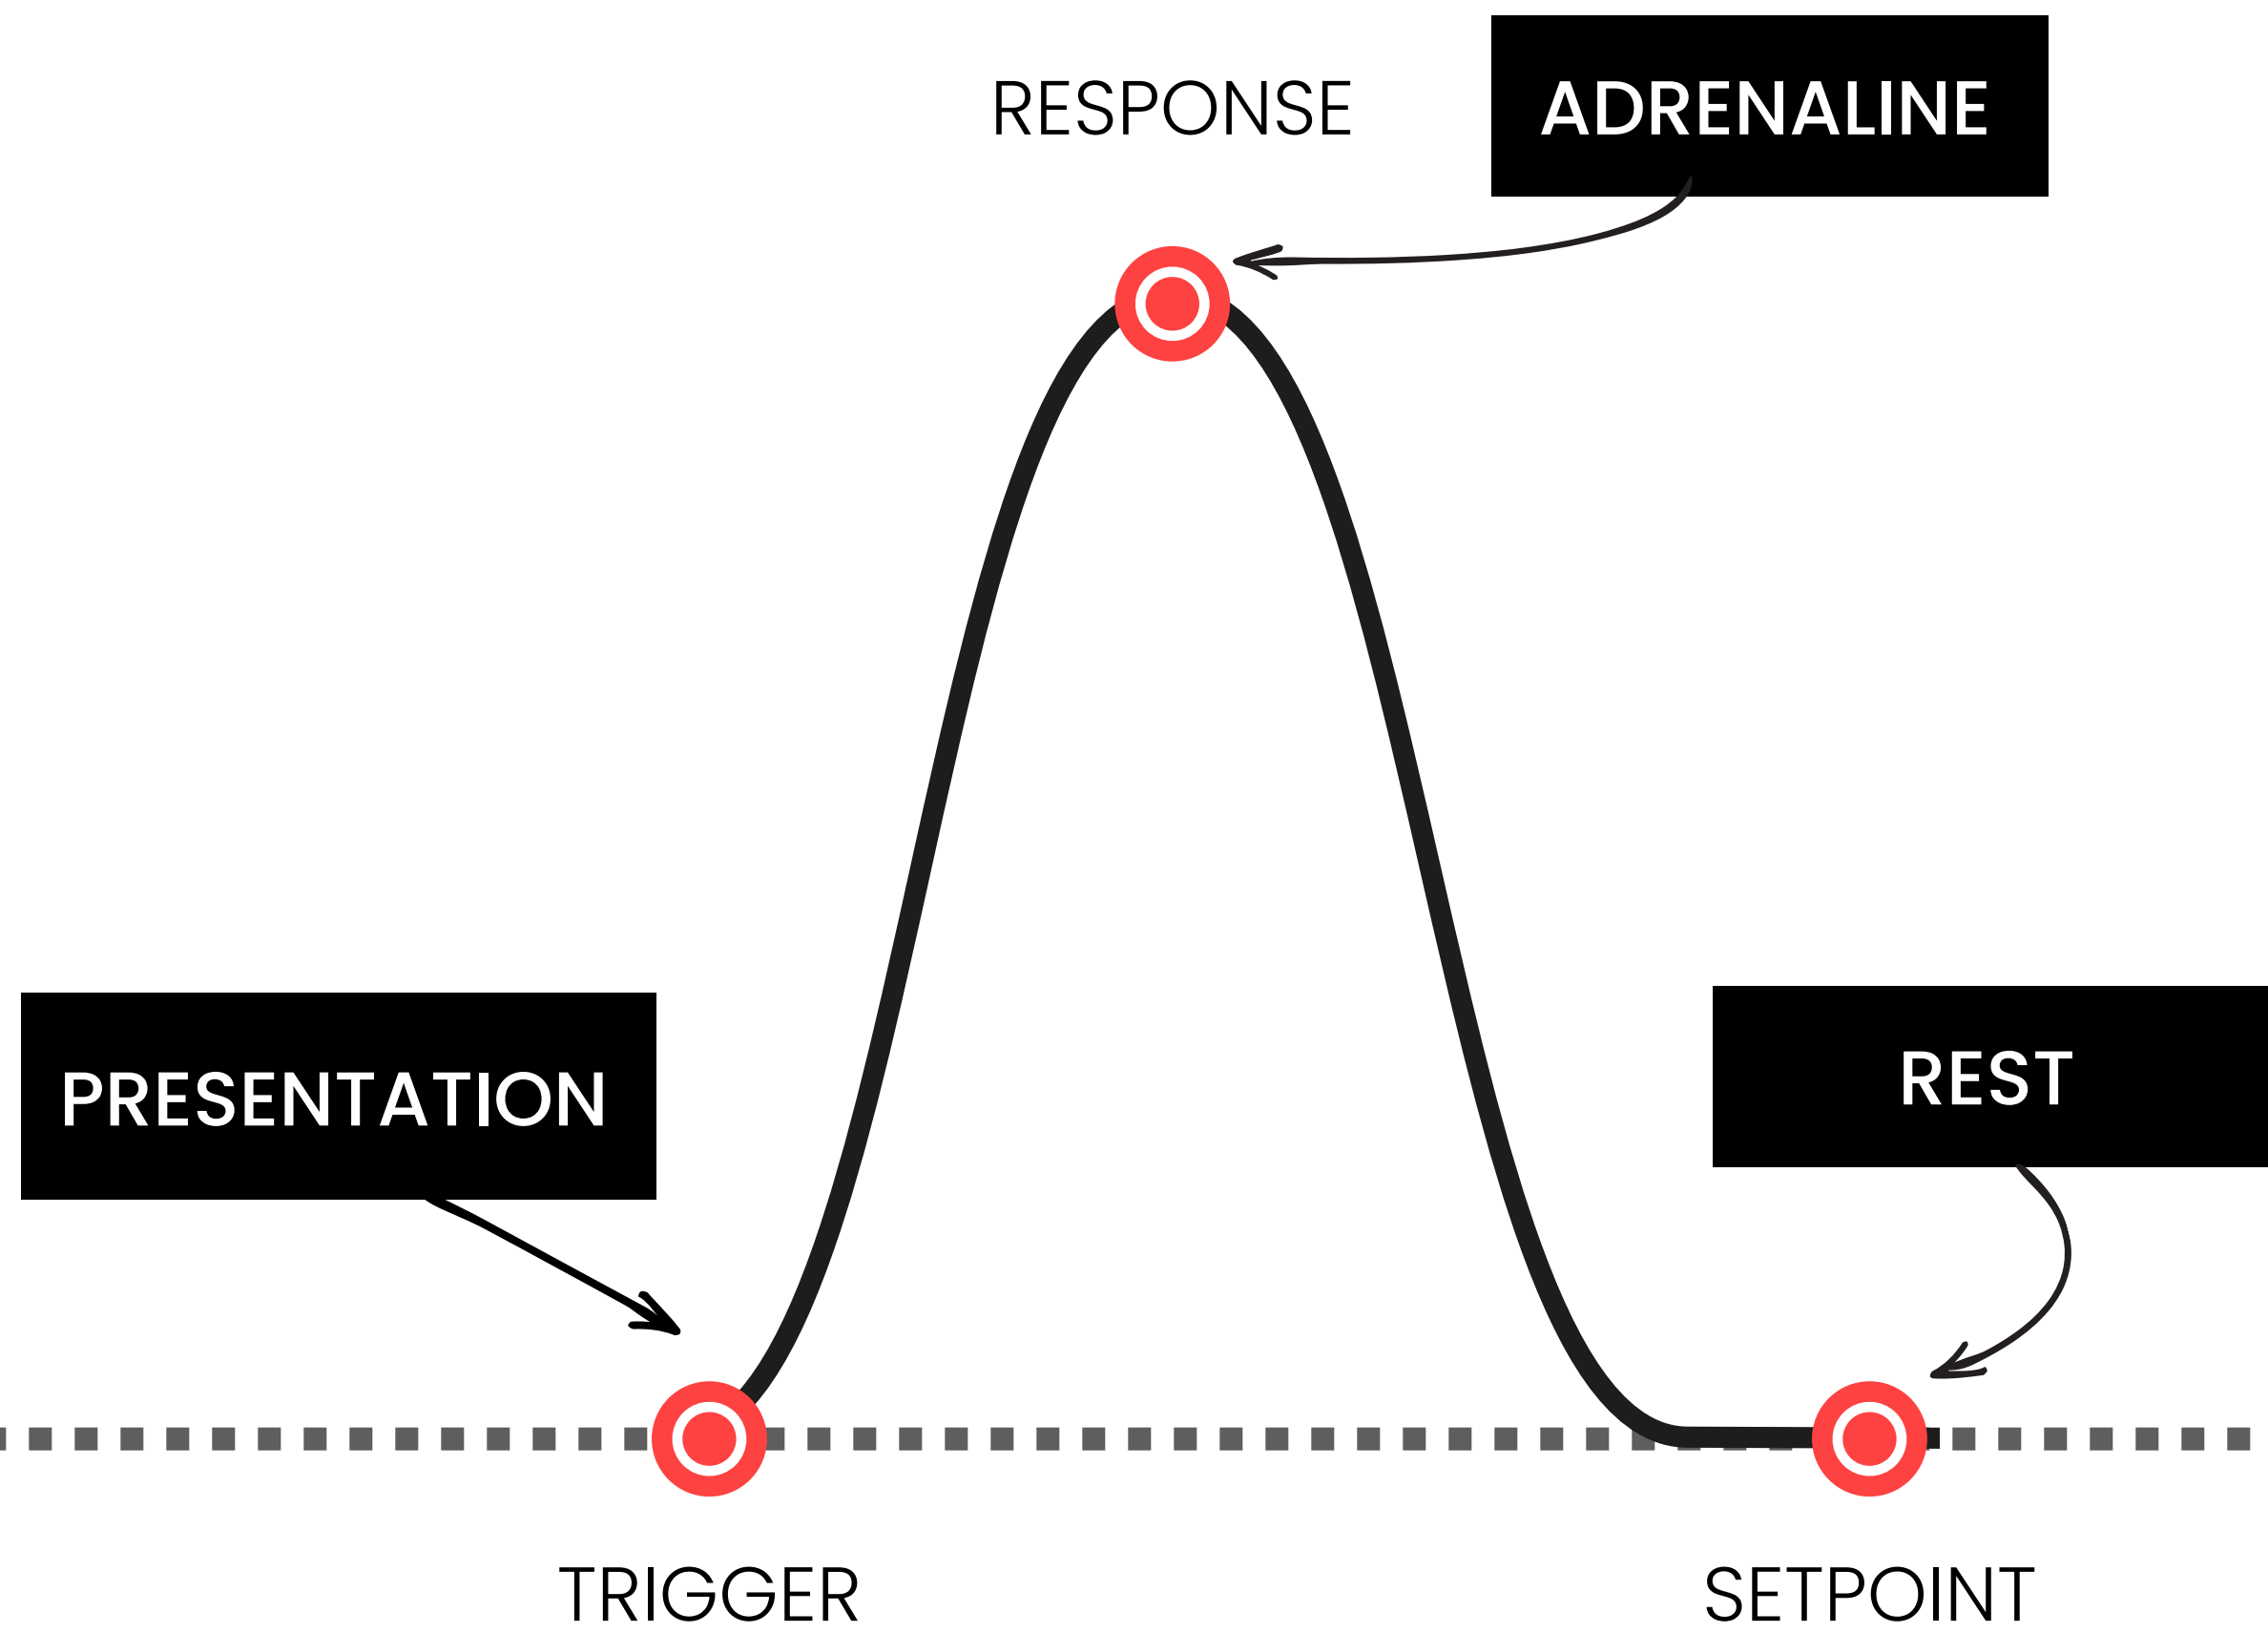 RESPONSE
ADRENALINE
PRESENTATION
REST
TRIGGER
SETPOINT